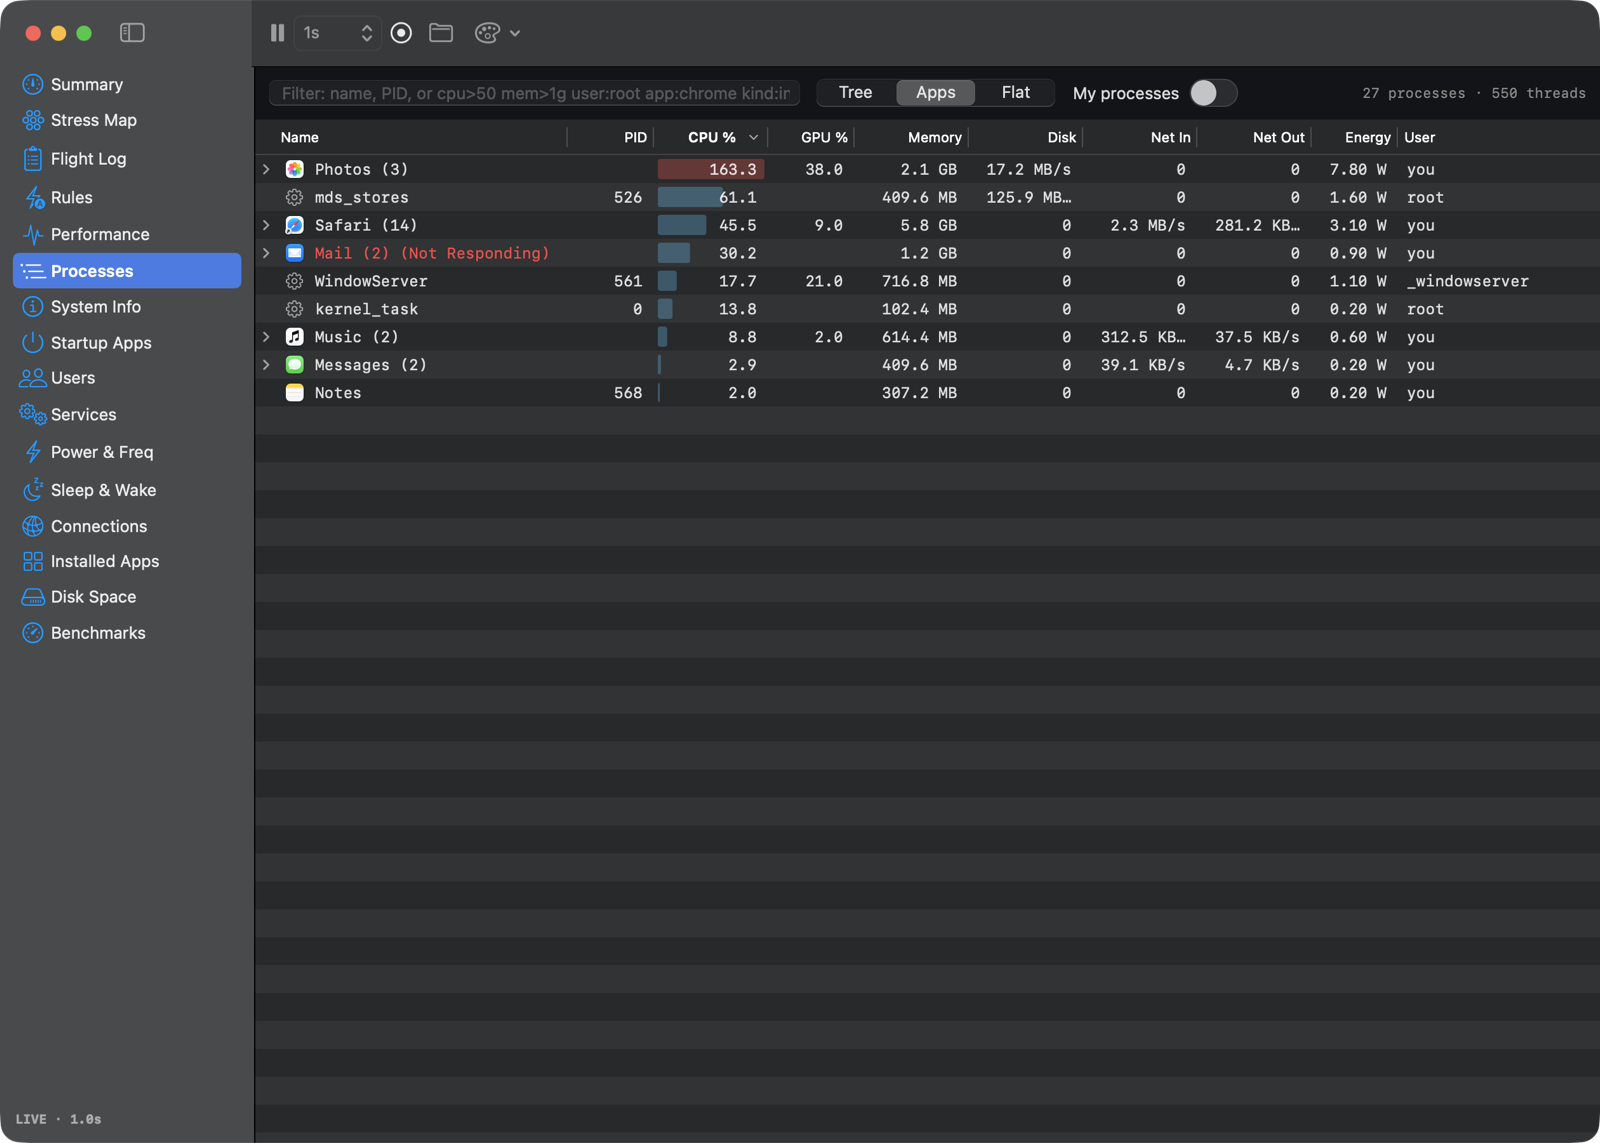 1s
Summary
Stress Map
Flight Log
Rules
Performance
Processes
System Info
Startup Apps
Users
Services
Power & Freq
Sleep & Wake
Connections
Installed Apps
Disk Space
Benchmarks
LIVE · 1.0s
Filter: name, PID, or cpu>50 mem>1g user:root app:chrome kind:ir
Tree Apps Flat My processes 27 processes · 550 threads
Name PID CPU % GPU % Memory Disk Net In Net Out Energy User
Photos (3) 163.3 38.0 2.1 GB 17.2 MB/s 0 0 7.80 W you
mds_stores 526 61.1 409.6 MB 125.9 MB… 0 0 1.60 W root
Safari (14) 45.5 9.0 5.8 GB 0 2.3 MB/s 281.2 KB… 3.10 W you
Mail (2) (Not Responding) 30.2 1.2 GB 0 0 0 0.90 W you
WindowServer 561 17.7 21.0 716.8 MB 0 0 0 1.10 W _windowserver
kernel_task 0 13.8 102.4 MB 0 0 0 0.20 W root
Music (2) 8.8 2.0 614.4 MB 0 312.5 KB… 37.5 KB/s 0.60 W you
Messages (2) 2.9 409.6 MB 0 39.1 KB/s 4.7 KB/s 0.20 W you
Notes 568 2.0 307.2 MB 0 0 0 0.20 W you